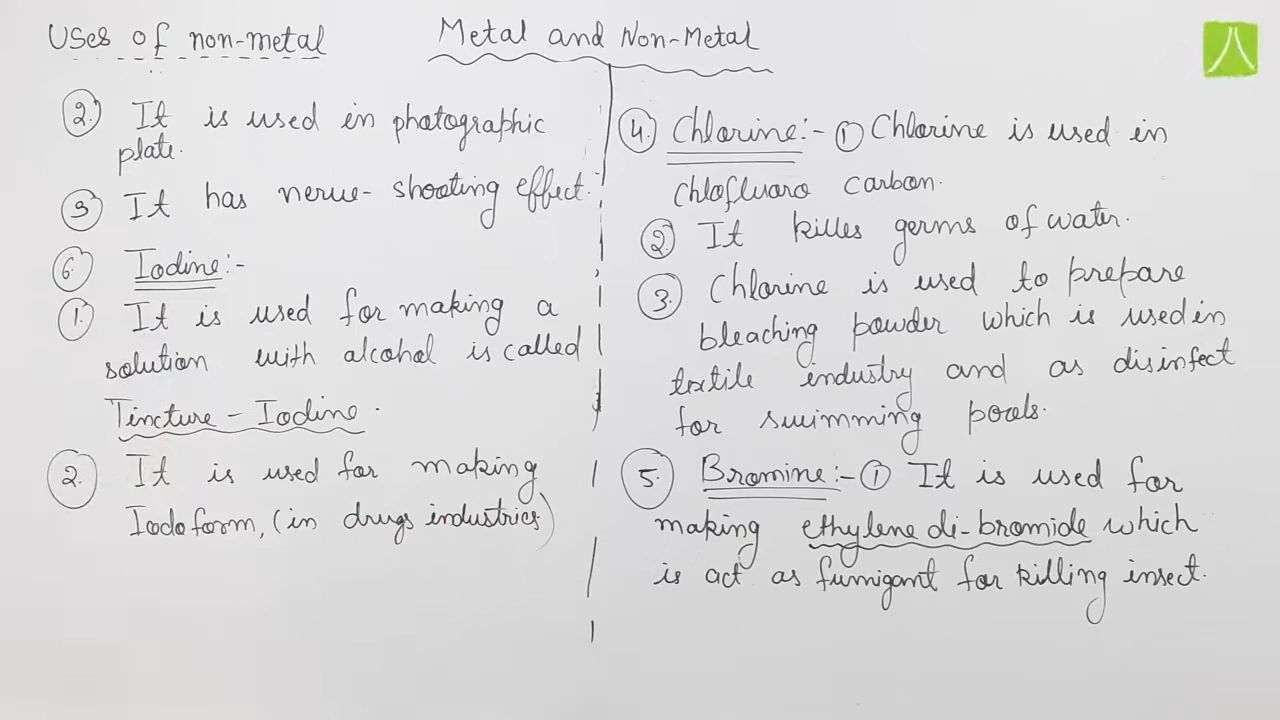 Uses of non-metal
Metal and Non-Metal
2. It is used in photographic
plate.
3 It has nerve-shooting effect.
6. Iodine:-
1. It is used for making a
solution with alcohol is called
Tincture-Iodine.
2. It is used for making
Iodoform, (in drugs industries)
4. Chlorine:- 1 Chlorine is used in
chlofluoro carbon.
2. It killes germs of water.
3. Chlorine is used to prepare
bleaching powder which is used in
textile industry and as disinfect
for swimming pools.
5. Bromine:- 1 It is used for
making ethylene di-bromide which
is act as fumigant for killing insect.